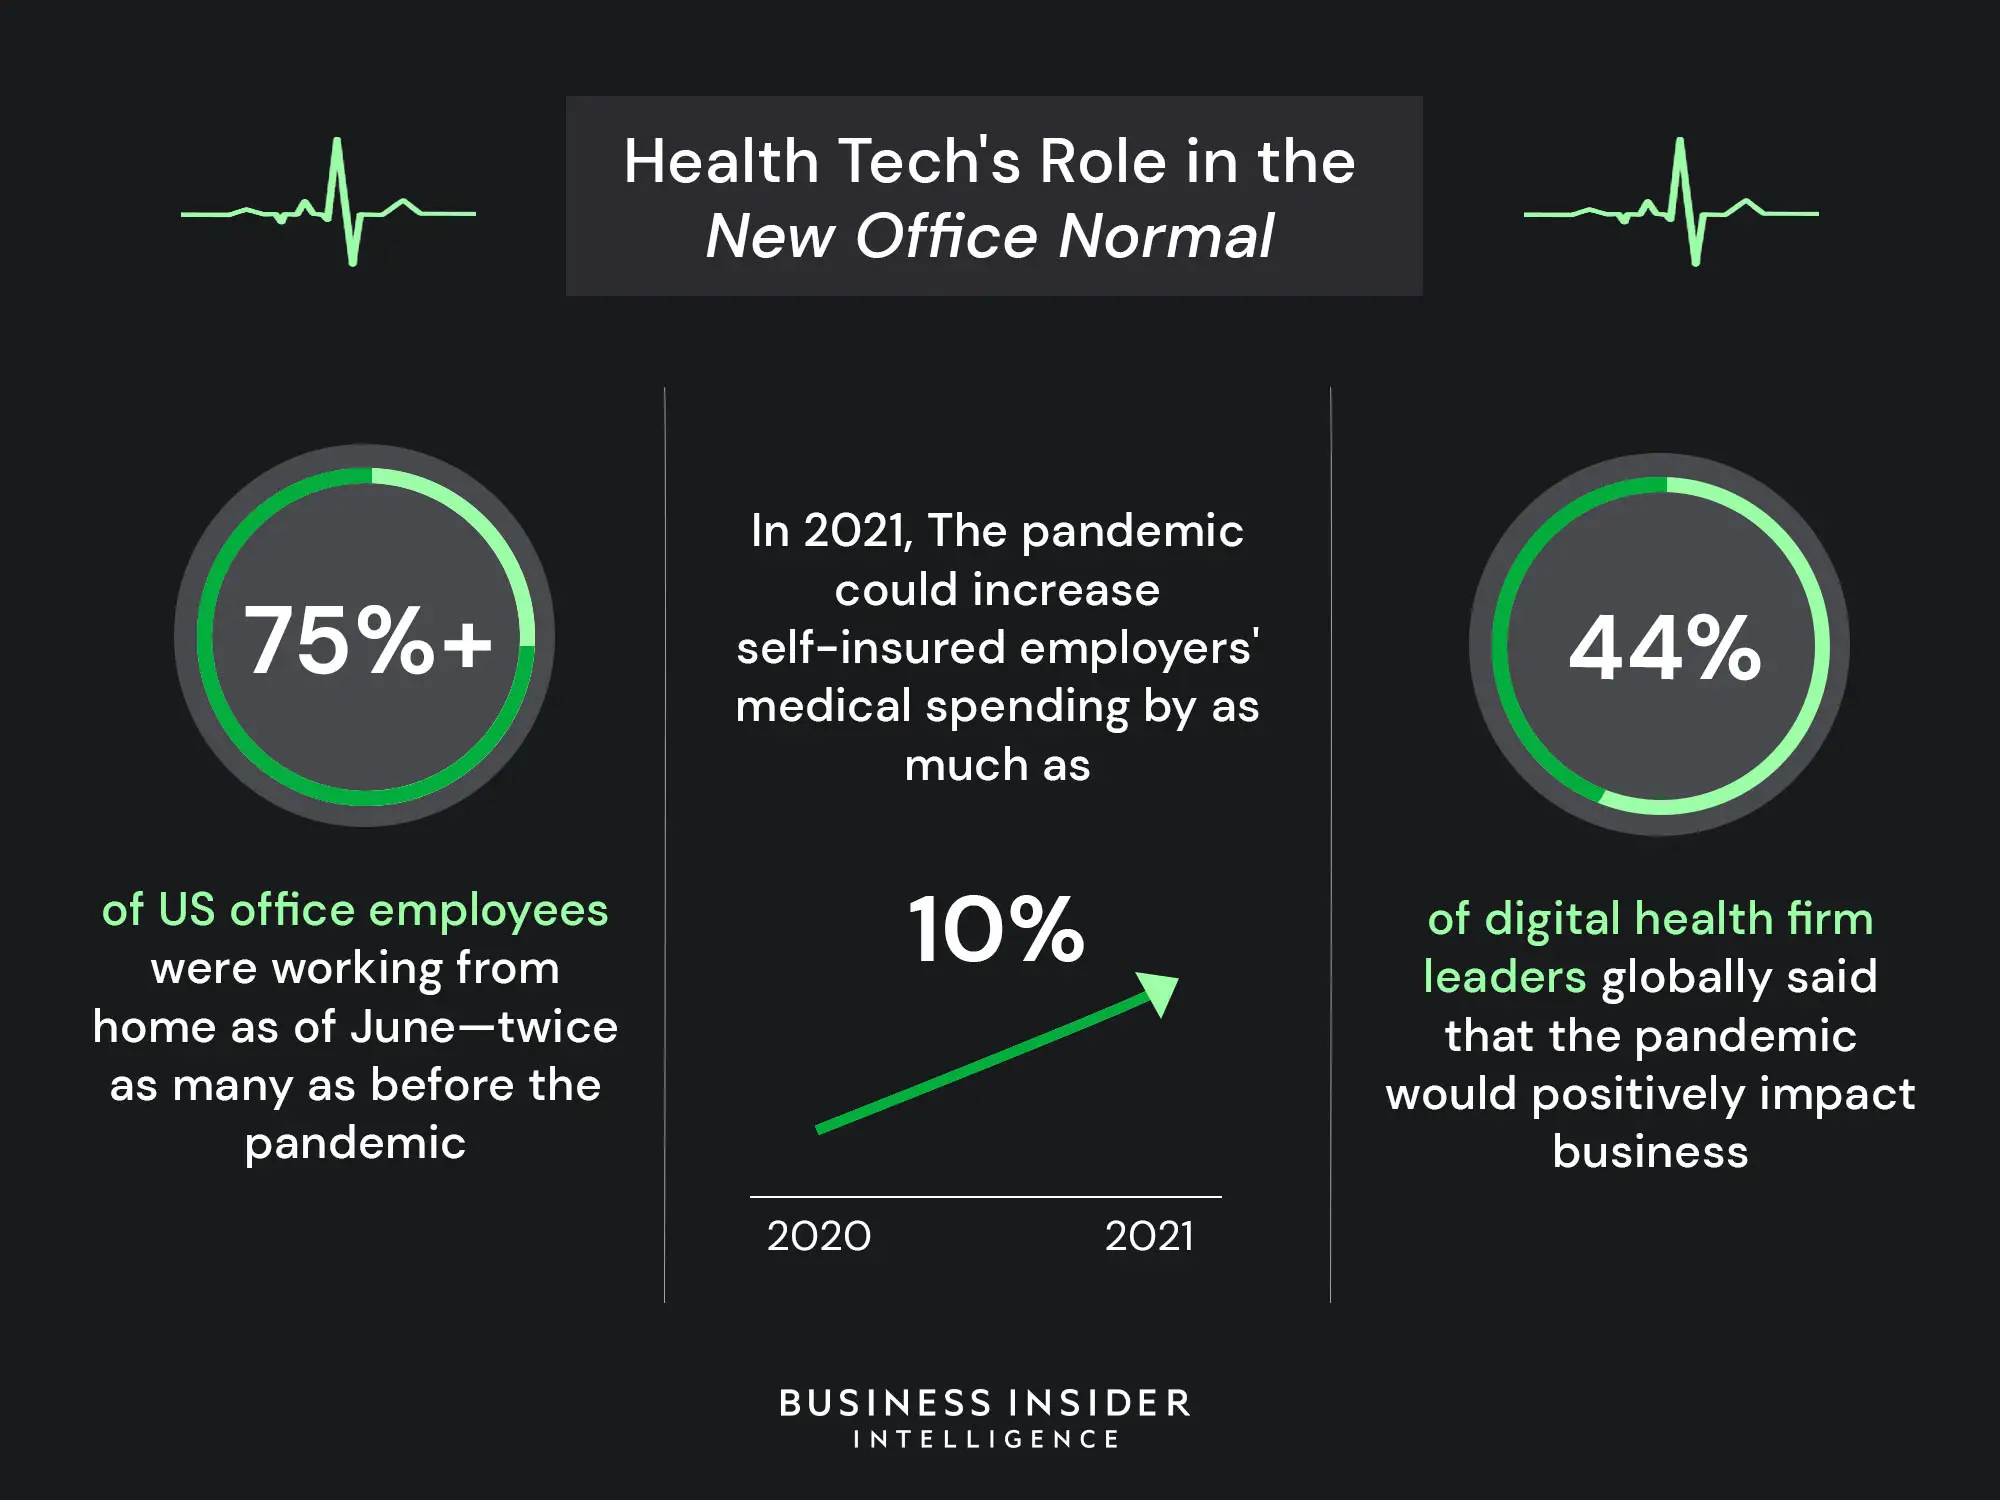 Health Tech's Role in the
New Office Normal
75%+
of US office employees
were working from
home as of June—twice
as many as before the
pandemic
In 2021, The pandemic
could increase
self-insured employers'
medical spending by as
much as
10%
2020 2021
44%
of digital health firm
leaders globally said
that the pandemic
would positively impact
business
BUSINESS INSIDER
INTELLIGENCE